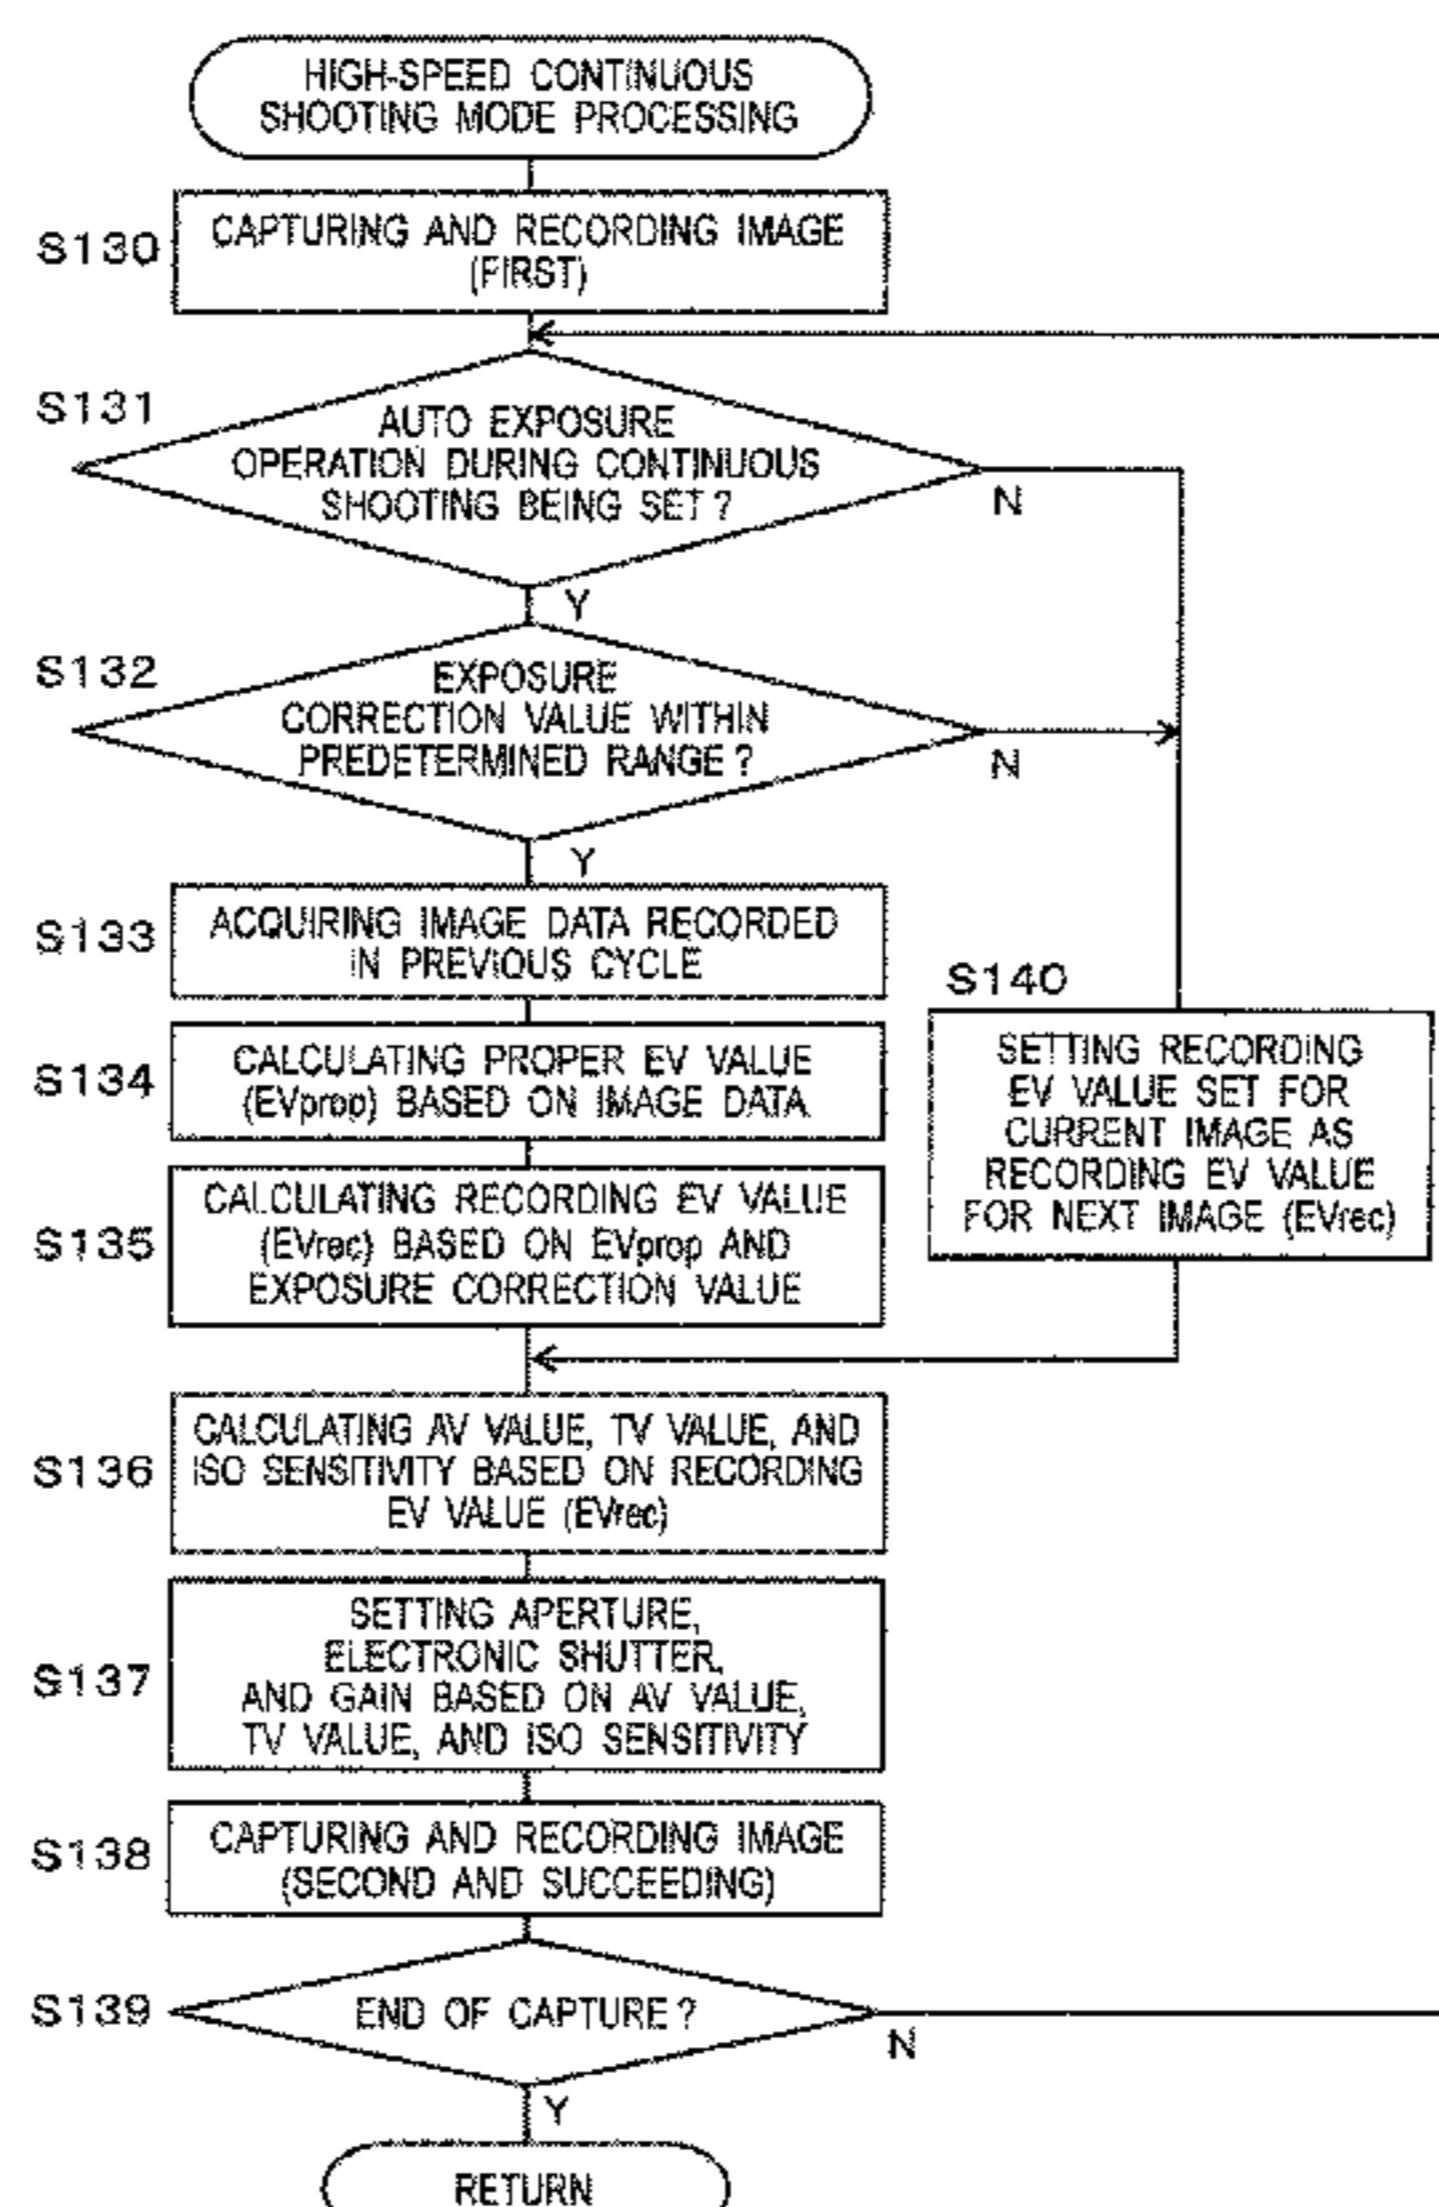 HIGH-SPEED CONTINUOUS
SHOOTING MODE PROCESSING
S130
CAPTURING AND RECORDING IMAGE
(FIRST)
S131
AUTO EXPOSURE
OPERATION DURING CONTINUOUS
SHOOTING BEING SET?
N
Y
S132
EXPOSURE
CORRECTION VALUE WITHIN
PREDETERMINED RANGE?
N
Y
S133
ACQUIRING IMAGE DATA RECORDED
IN PREVIOUS CYCLE
S134
CALCULATING PROPER EV VALUE
(EVprop) BASED ON IMAGE DATA
S135
CALCULATING RECORDING EV VALUE
(EVrec) BASED ON EVprop AND
EXPOSURE CORRECTION VALUE
S140
SETTING RECORDING
EV VALUE SET FOR
CURRENT IMAGE AS
RECORDING EV VALUE
FOR NEXT IMAGE (EVrec)
S136
CALCULATING AV VALUE, TV VALUE, AND
ISO SENSITIVITY BASED ON RECORDING
EV VALUE (EVrec)
S137
SETTING APERTURE,
ELECTRONIC SHUTTER,
AND GAIN BASED ON AV VALUE,
TV VALUE, AND ISO SENSITIVITY
S138
CAPTURING AND RECORDING IMAGE
(SECOND AND SUCCEEDING)
S139
END OF CAPTURE?
N
Y
RETURN